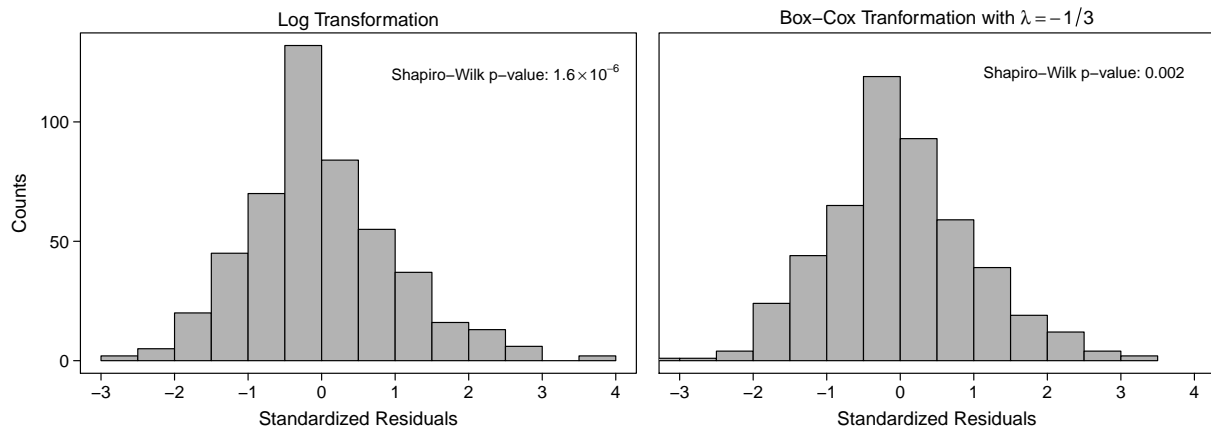 Log Transformation
Shapiro−Wilk p−value: 1.6×10⁻⁶
Counts
100
50
0
−3 −2 −1 0 1 2 3 4
Standardized Residuals
Box−Cox Tranformation with λ = −1/3
Shapiro−Wilk p−value: 0.002
−3 −2 −1 0 1 2 3 4
Standardized Residuals